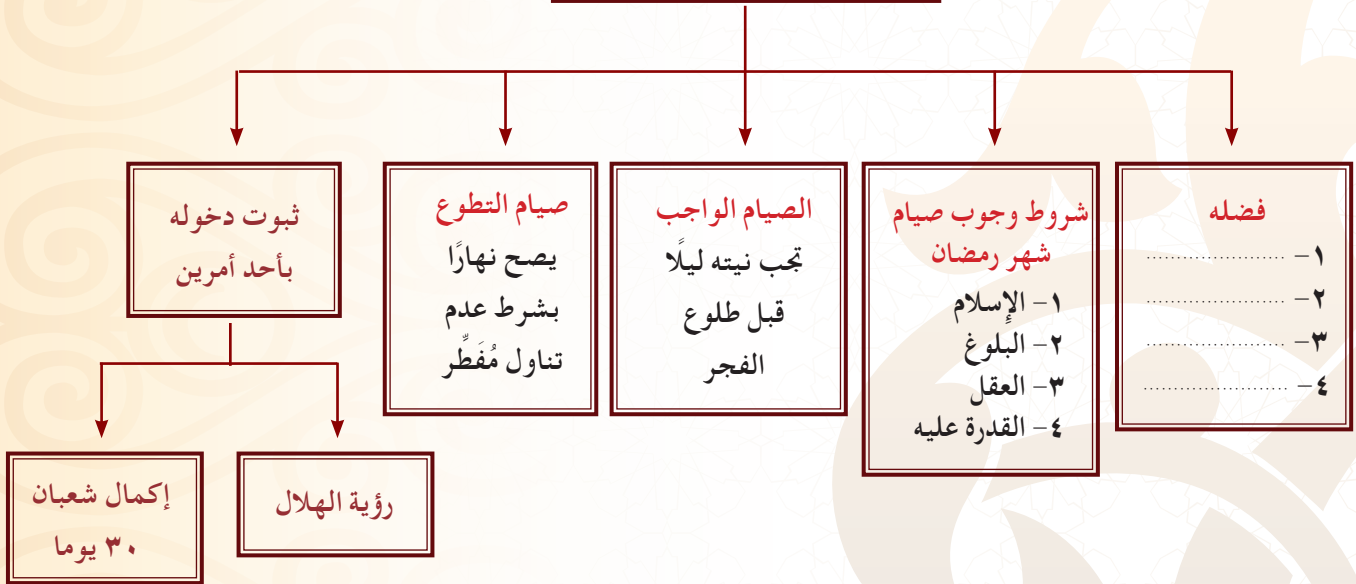 فضله
١- ........................
٢- ........................
٣- ........................
٤- ........................
شروط وجوب صيام
شهر رمضان
١- الإسلام
٢- البلوغ
٣- العقل
٤- القدرة عليه
الصيام الواجب
تجب نيته ليلًا
قبل طلوع
الفجر
صيام التطوع
يصح نهارًا
بشرط عدم
تناول مُفَطِّر
ثبوت دخوله
بأحد أمرين
رؤية الهلال
إكمال شعبان
٣٠ يوما